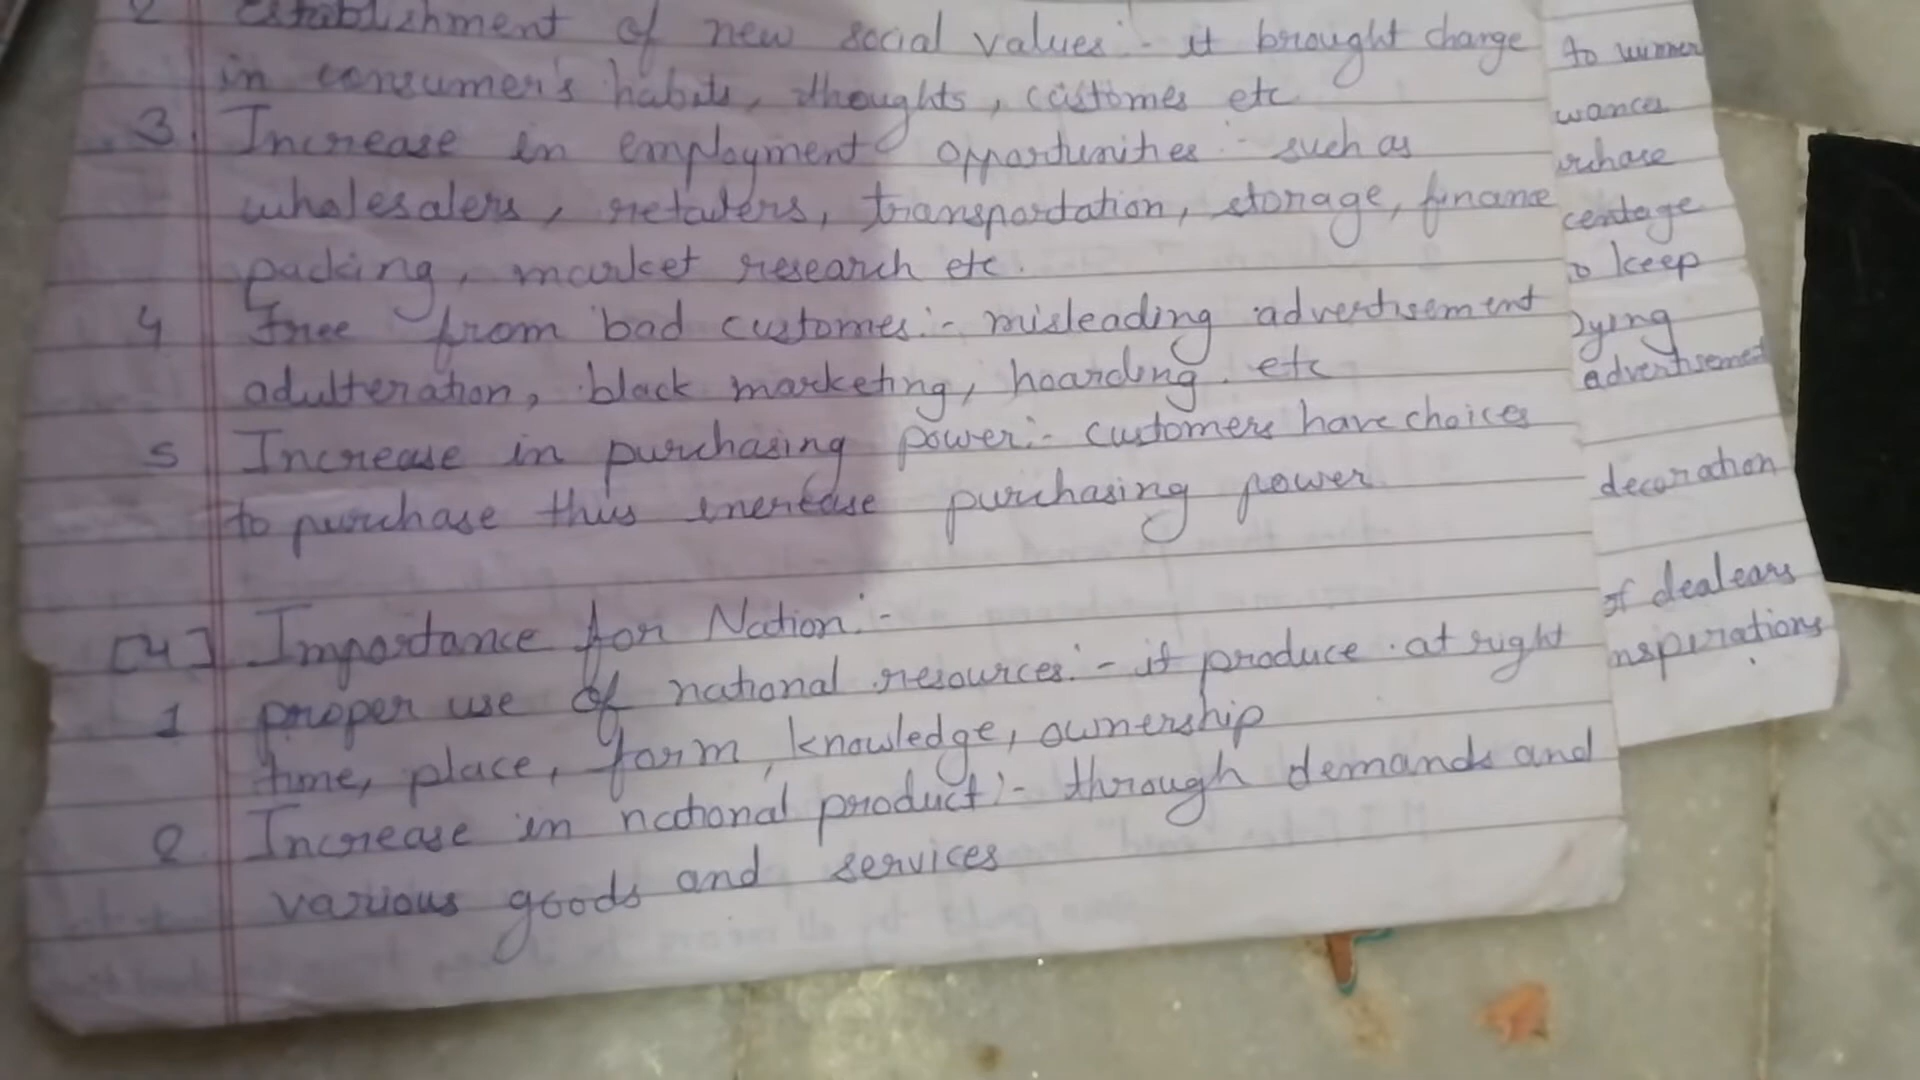 2 Establishment of new social values:- it brought change
in consumer's habits, thoughts, customes etc
3. Increase in employment opportunities:- such as
wholesalers, retailers, transportation, storage, finance
packing, market research etc.
4 Free from bad customes:- misleading advertisement
adulteration, black marketing, hoarding. etc
5 Increase in purchasing power:- customers have choices
to purchase thus increase purchasing power
[4] Importance for Nation:-
1 proper use of national resources:- it produce at right
time, place, form, knowledge, ownership
2 Increase in national product:- through demands and
various goods and services
to
wances
rchase
centage
o keep
ying
advertisement
decoration
of dealears
nspirations